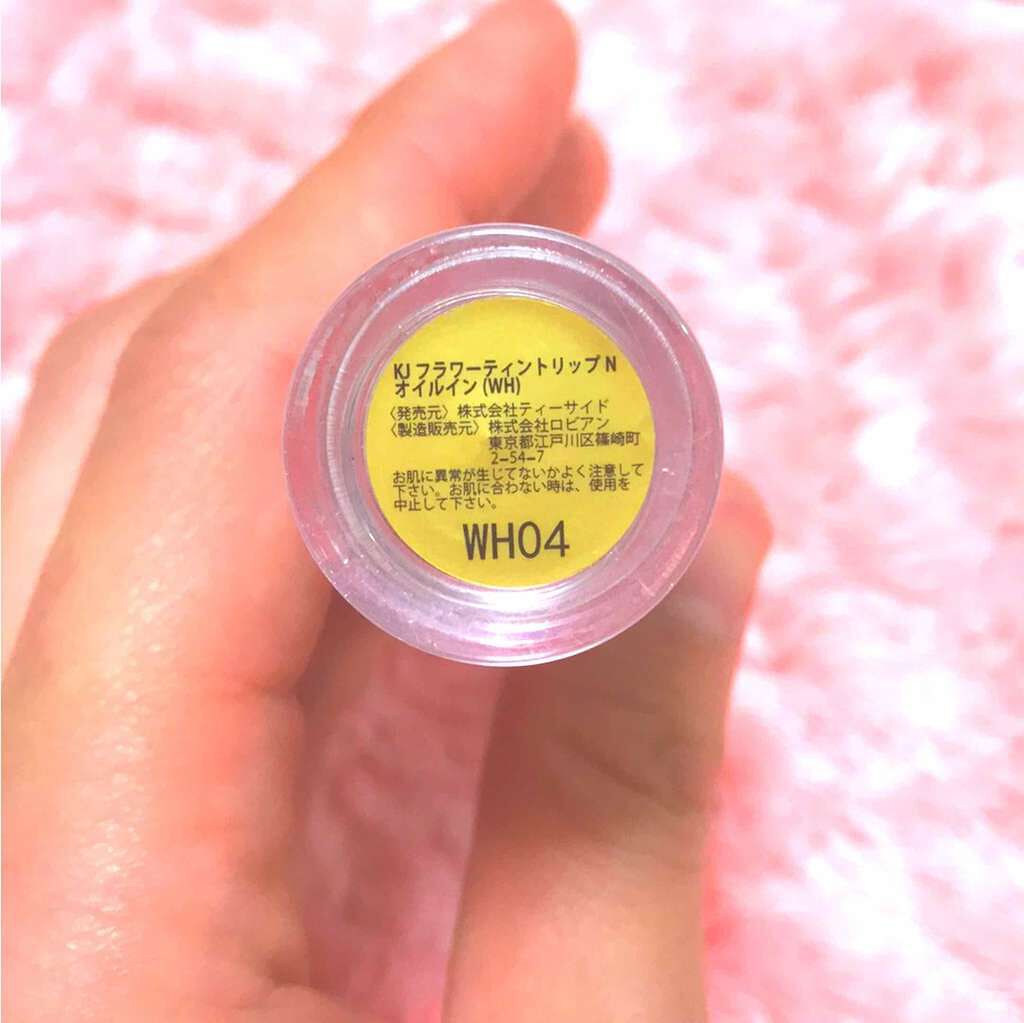 KJ フラワーティントリップ N
オイルイン (WH)
〈発売元〉株式会社ティーサイド
〈製造販売元〉株式会社ロビアン
東京都江戸川区篠崎町
2−54−7
お肌に異常が生じてないかよく注意して
下さい。お肌に合わない時は、使用を
中止して下さい。
WH04